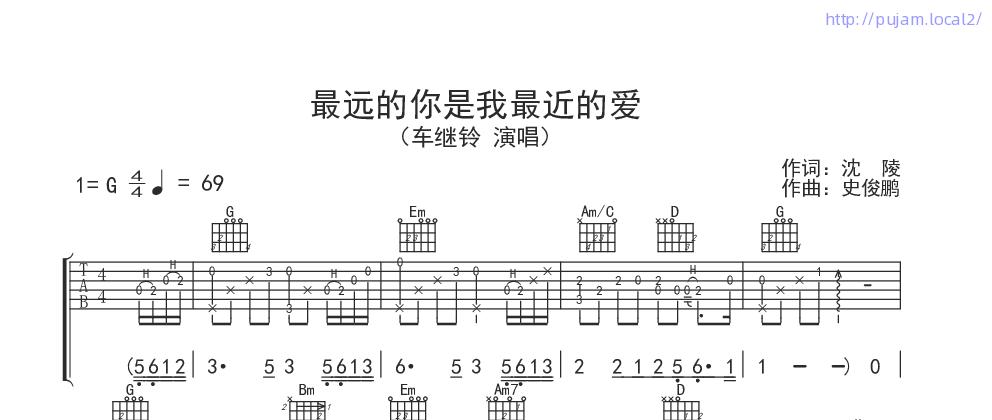 http://pujam.local2/
最远的你是我最近的爱
（车继铃 演唱）
作词：沈 陵
1= G 4/4 ♩ = 69
作曲：史俊鹏
G Em Am/C D G
T A B 4/4
(5612 3• 5 3 5613 6• 5 3 5613 2 2 1 2 5 6• 1 1 – –) 0
G Bm Em Am7 D